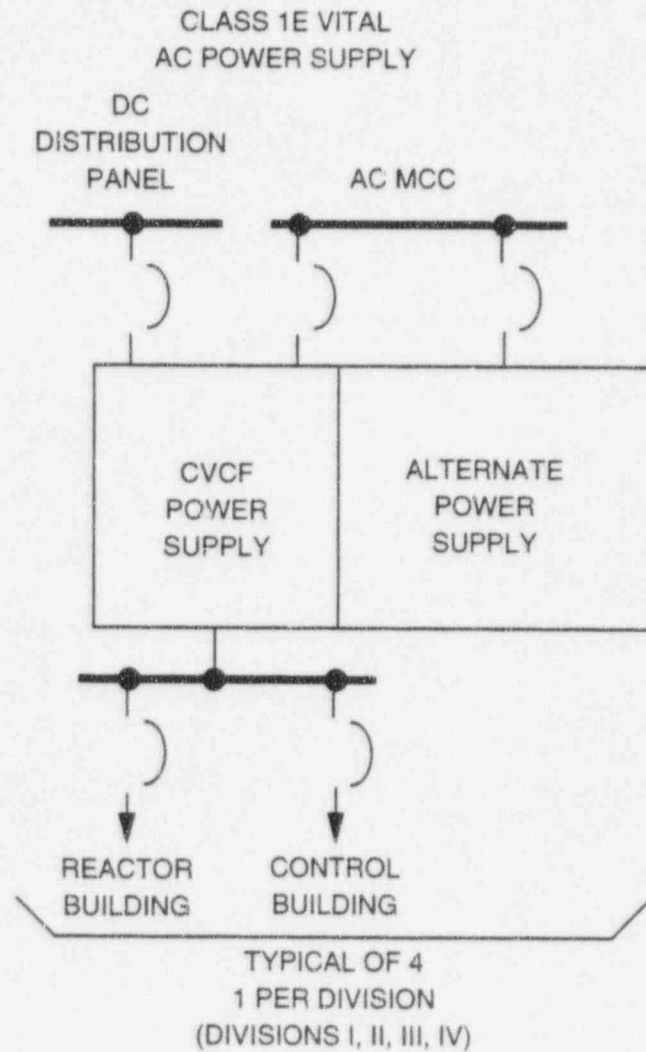 CLASS 1E VITAL
AC POWER SUPPLY
DC
DISTRIBUTION
PANEL
AC MCC
CVCF
POWER
SUPPLY
ALTERNATE
POWER
SUPPLY
REACTOR
BUILDING
CONTROL
BUILDING
TYPICAL OF 4
1 PER DIVISION
(DIVISIONS I, II, III, IV)